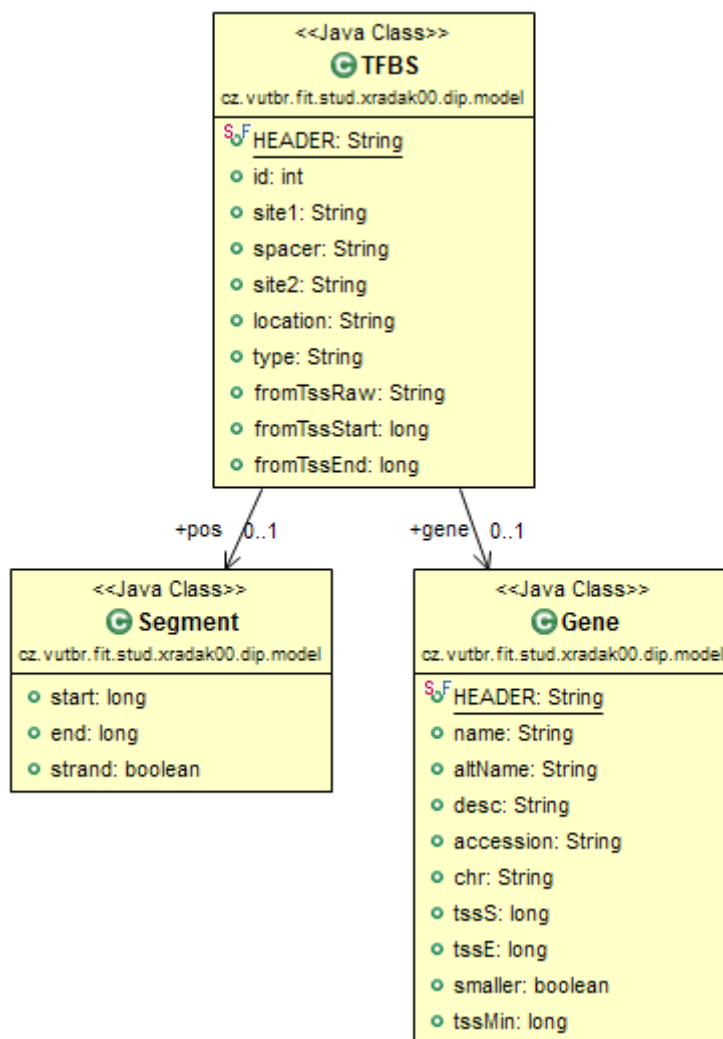 <<Java Class>>
C TFBS
cz.vutbr.fit.stud.xradak00.dip.model
S F HEADER: String
id: int
site1: String
spacer: String
site2: String
location: String
type: String
fromTssRaw: String
fromTssStart: long
fromTssEnd: long
+pos 0..1
+gene 0..1
<<Java Class>>
C Segment
cz.vutbr.fit.stud.xradak00.dip.model
start: long
end: long
strand: boolean
<<Java Class>>
C Gene
cz.vutbr.fit.stud.xradak00.dip.model
S F HEADER: String
name: String
altName: String
desc: String
accession: String
chr: String
tssS: long
tssE: long
smaller: boolean
tssMin: long